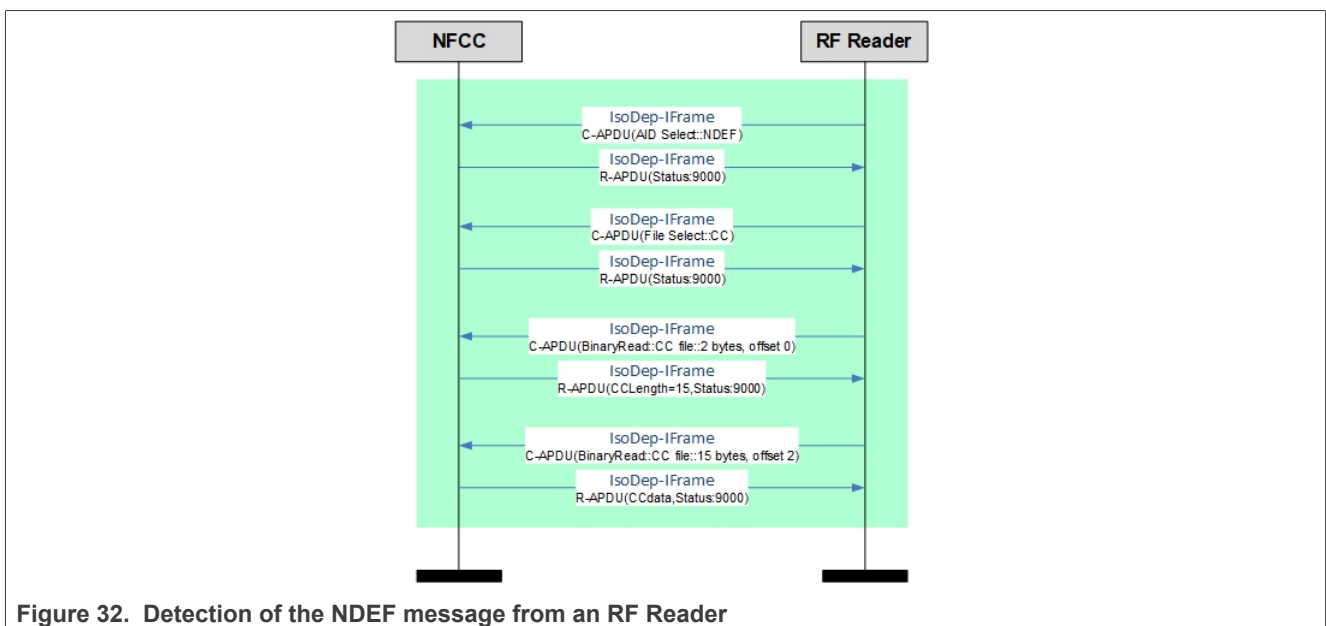 NFCC
RF Reader
IsoDep-IFrame
C-APDU(AID Select::NDEF)
IsoDep-IFrame
R-APDU(Status:9000)
IsoDep-IFrame
C-APDU(File Select::CC)
IsoDep-IFrame
R-APDU(Status:9000)
IsoDep-IFrame
C-APDU(BinaryRead::CC file::2 bytes, offset 0)
IsoDep-IFrame
R-APDU(CCLength=15,Status:9000)
IsoDep-IFrame
C-APDU(BinaryRead::CC file::15 bytes, offset 2)
IsoDep-IFrame
R-APDU(CCdata,Status:9000)
Figure 32. Detection of the NDEF message from an RF Reader